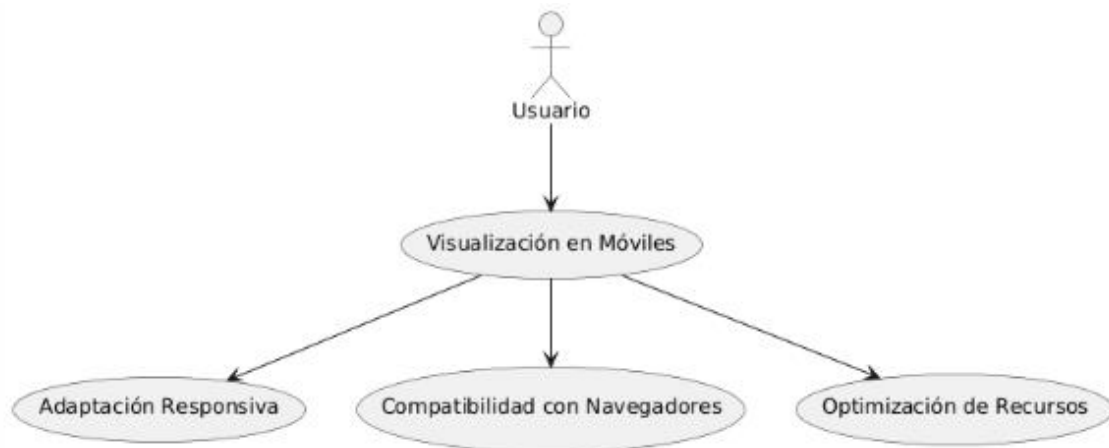 Usuario
Visualización en Móviles
Adaptación Responsiva
Compatibilidad con Navegadores
Optimización de Recursos